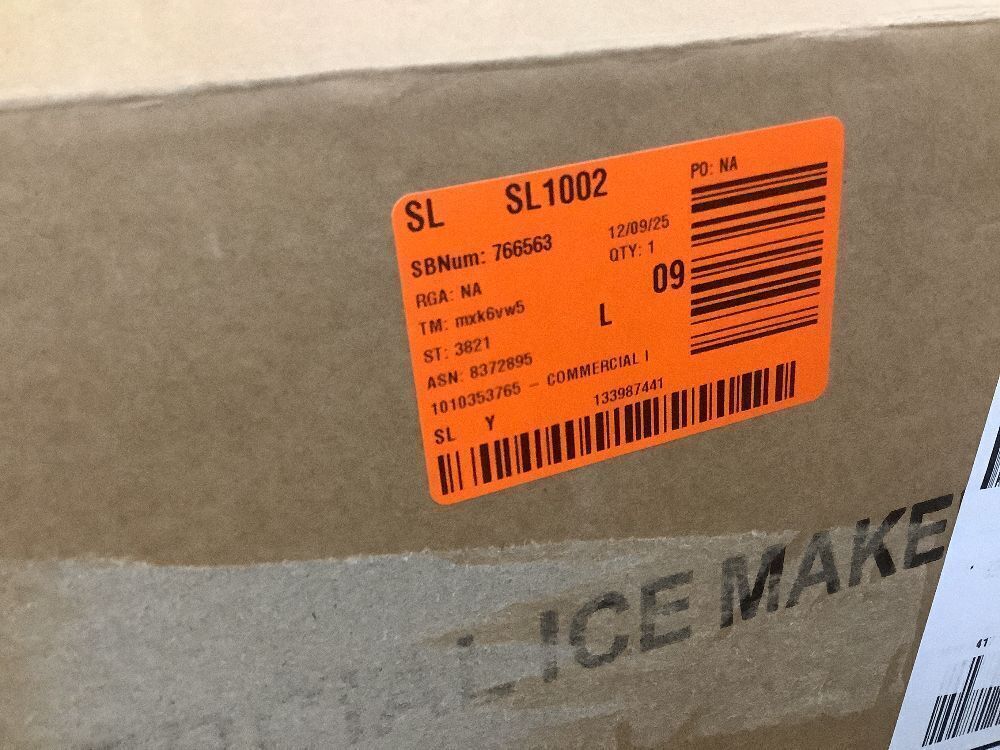 SL SL1002 PO: NA
SBNum: 766563 12/09/25
RGA: NA QTY: 1
TM: mxk6vw5 L 09
ST: 3821
ASN: 8372895
1010353765 - COMMERCIAL I
SL Y 133987441
ICE MAKE
41